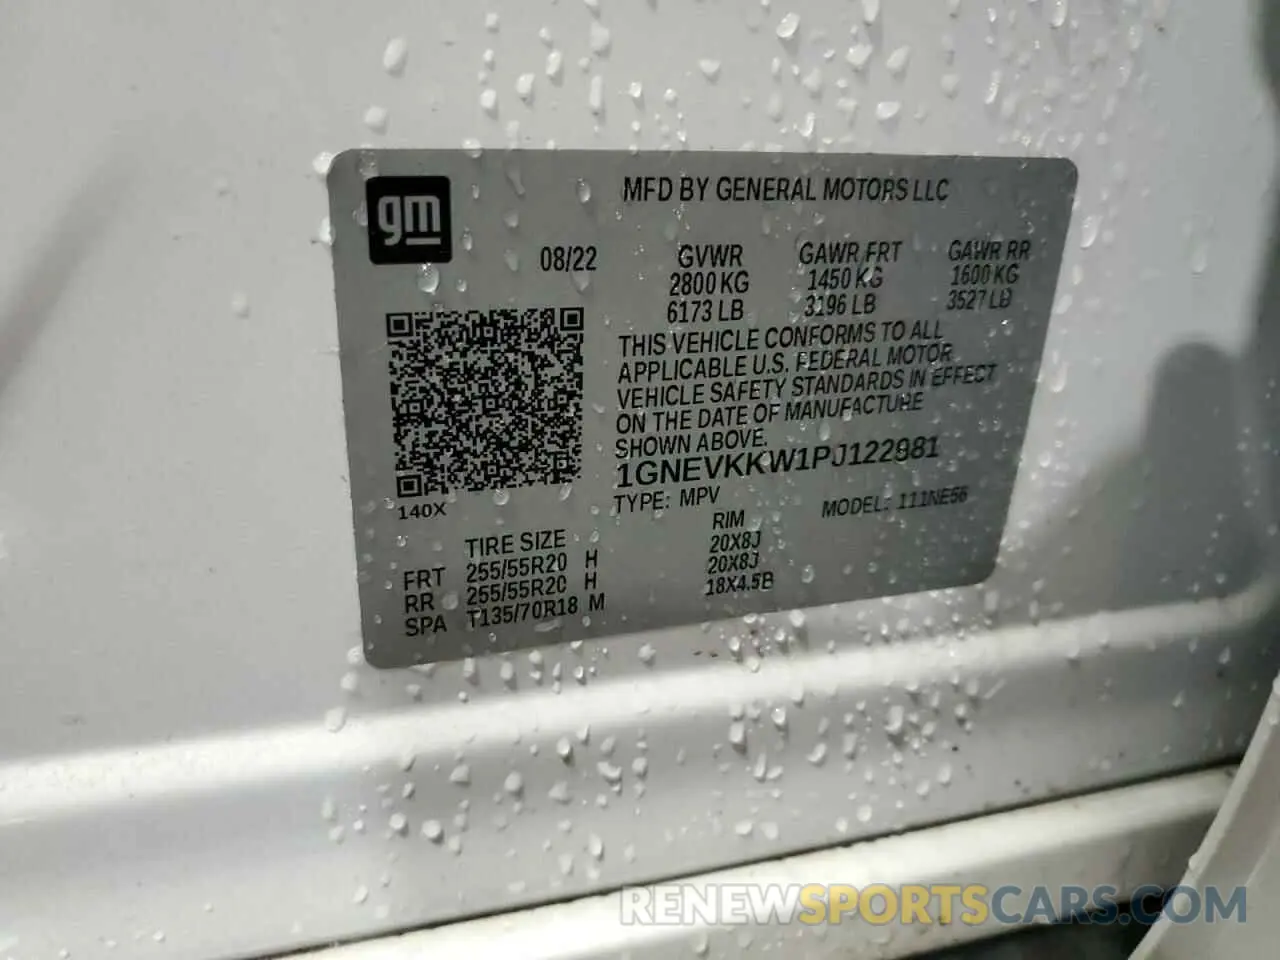 gm
MFD BY GENERAL MOTORS LLC
08/22
GVWR GAWR FRT GAWR RR
2800 KG 1450 KG 1600 KG
6173 LB 3196 LB 3527 LB
THIS VEHICLE CONFORMS TO ALL
APPLICABLE U.S. FEDERAL MOTOR
VEHICLE SAFETY STANDARDS IN EFFECT
ON THE DATE OF MANUFACTURE
SHOWN ABOVE.
1GNEVKKW1PJ122981
TYPE: MPV MODEL: 111NE56
140X
TIRE SIZE RIM
FRT 255/55R20 H 20X8J
RR 255/55R20 H 20X8J
SPA T135/70R18 M 18X4.5B
RENEWSPORTSCARS.COM